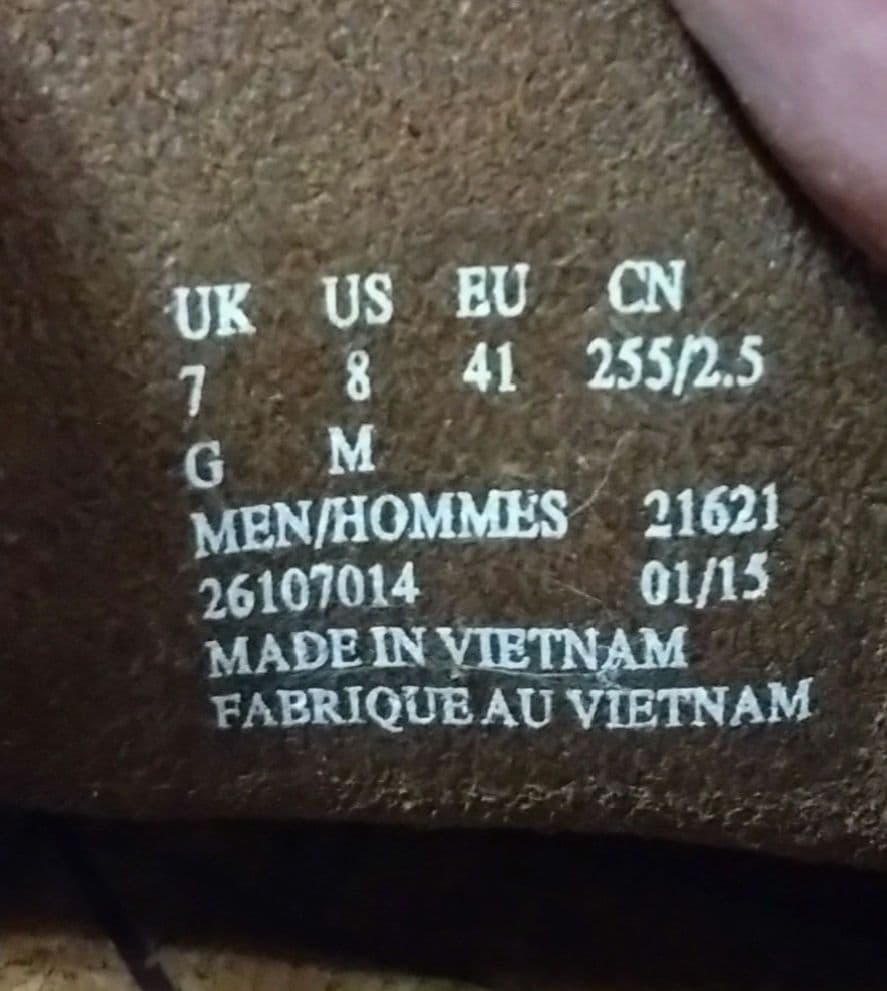 UK US EU CN
7 8 41 255/2.5
G M
MEN/HOMMES 21621
26107014 01/15
MADE IN VIETNAM
FABRIQUE AU VIETNAM